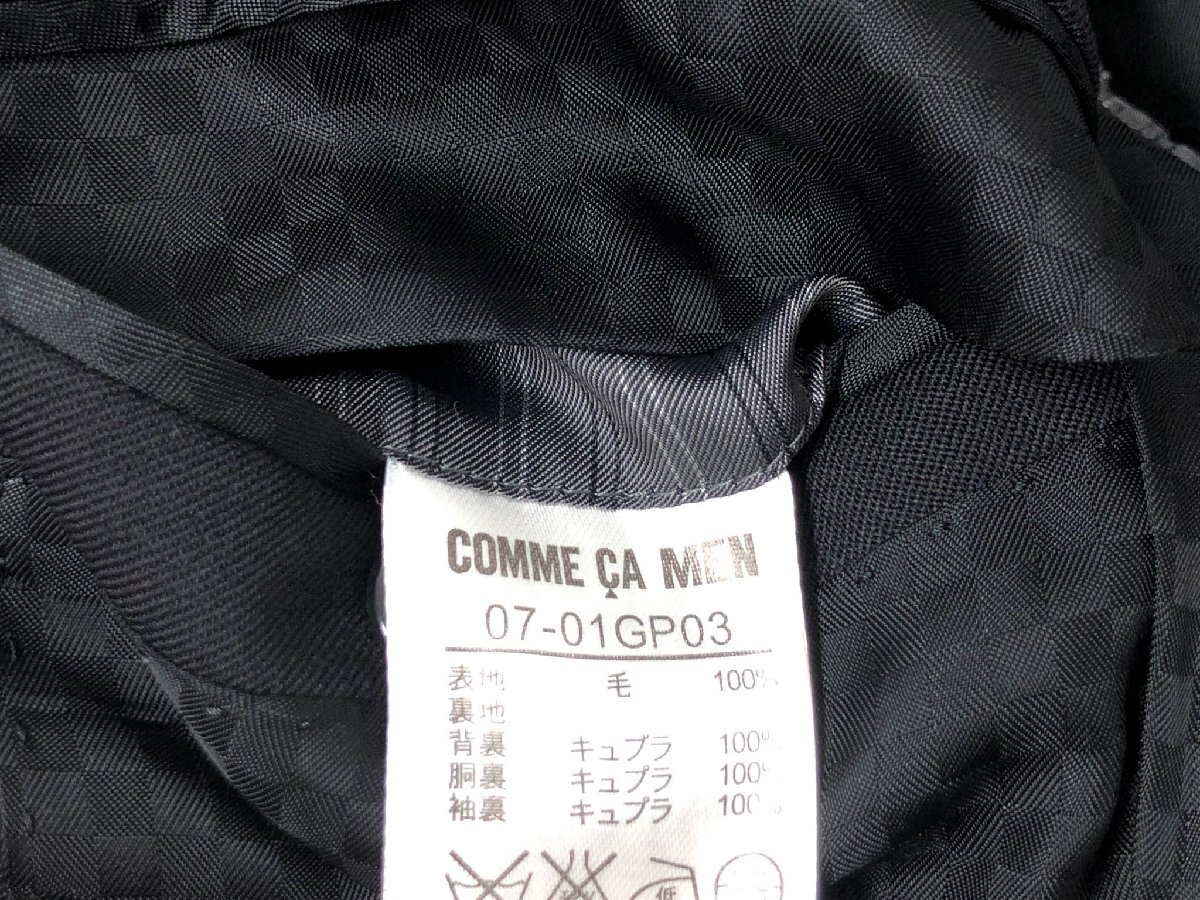 COMME ÇA MEN
07-01GP03
表地 毛 100%
裏地
背裏 キュプラ 100%
胴裏 キュプラ 100%
袖裏 キュプラ 100%
低